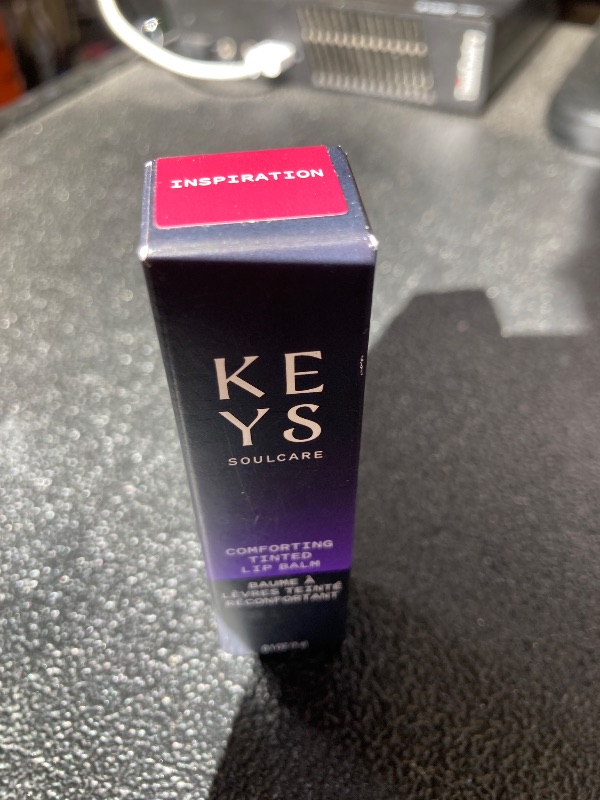 INSPIRATION
KE
YS
SOULCARE
COMFORTING
TINTED
LIP BALM
BAUME À
LÈVRES TEINTÉ
RÉCONFORTANT